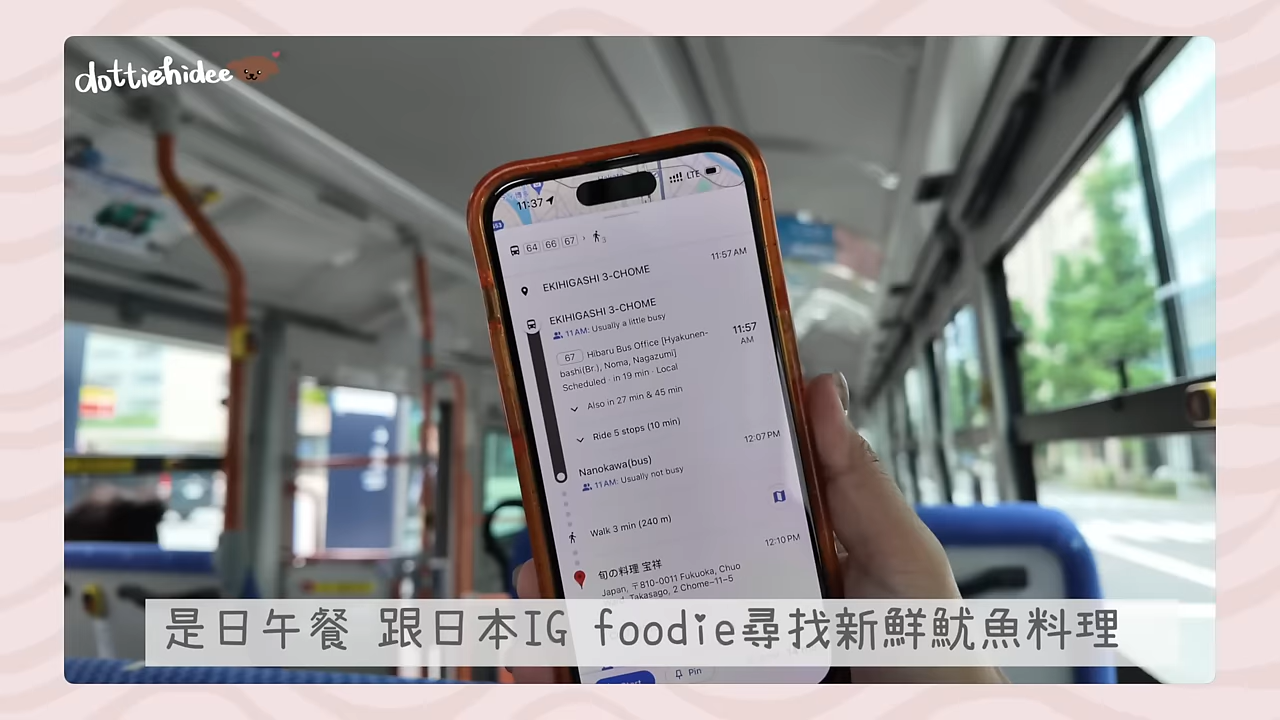 dottiehidee
11:37
LTE
64 66 67 3
11:57 AM
EKIHIGASHI 3-CHOME
EKIHIGASHI 3-CHOME
11 AM: Usually a little busy
67 Hibaru Bus Office [Hyakunen-
bashi(Br.), Noma, Nagazumi]
Scheduled · in 19 min · Local
11:57
AM
Also in 27 min & 45 min
Ride 5 stops (10 min)
12:07 PM
Nanokawa(bus)
11 AM: Usually not busy
Walk 3 min (240 m)
12:10 PM
旬の料理 宝祥
Japan, 〒810-0011 Fukuoka, Chuo
Takasago, 2 Chome−11−5
是日午餐 跟日本IG foodie尋找新鮮魷魚料理
Start
Pin